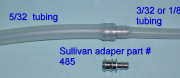 5/32 tubing
3/32 or 1/8
tubing
Sullivan adaper part #
485